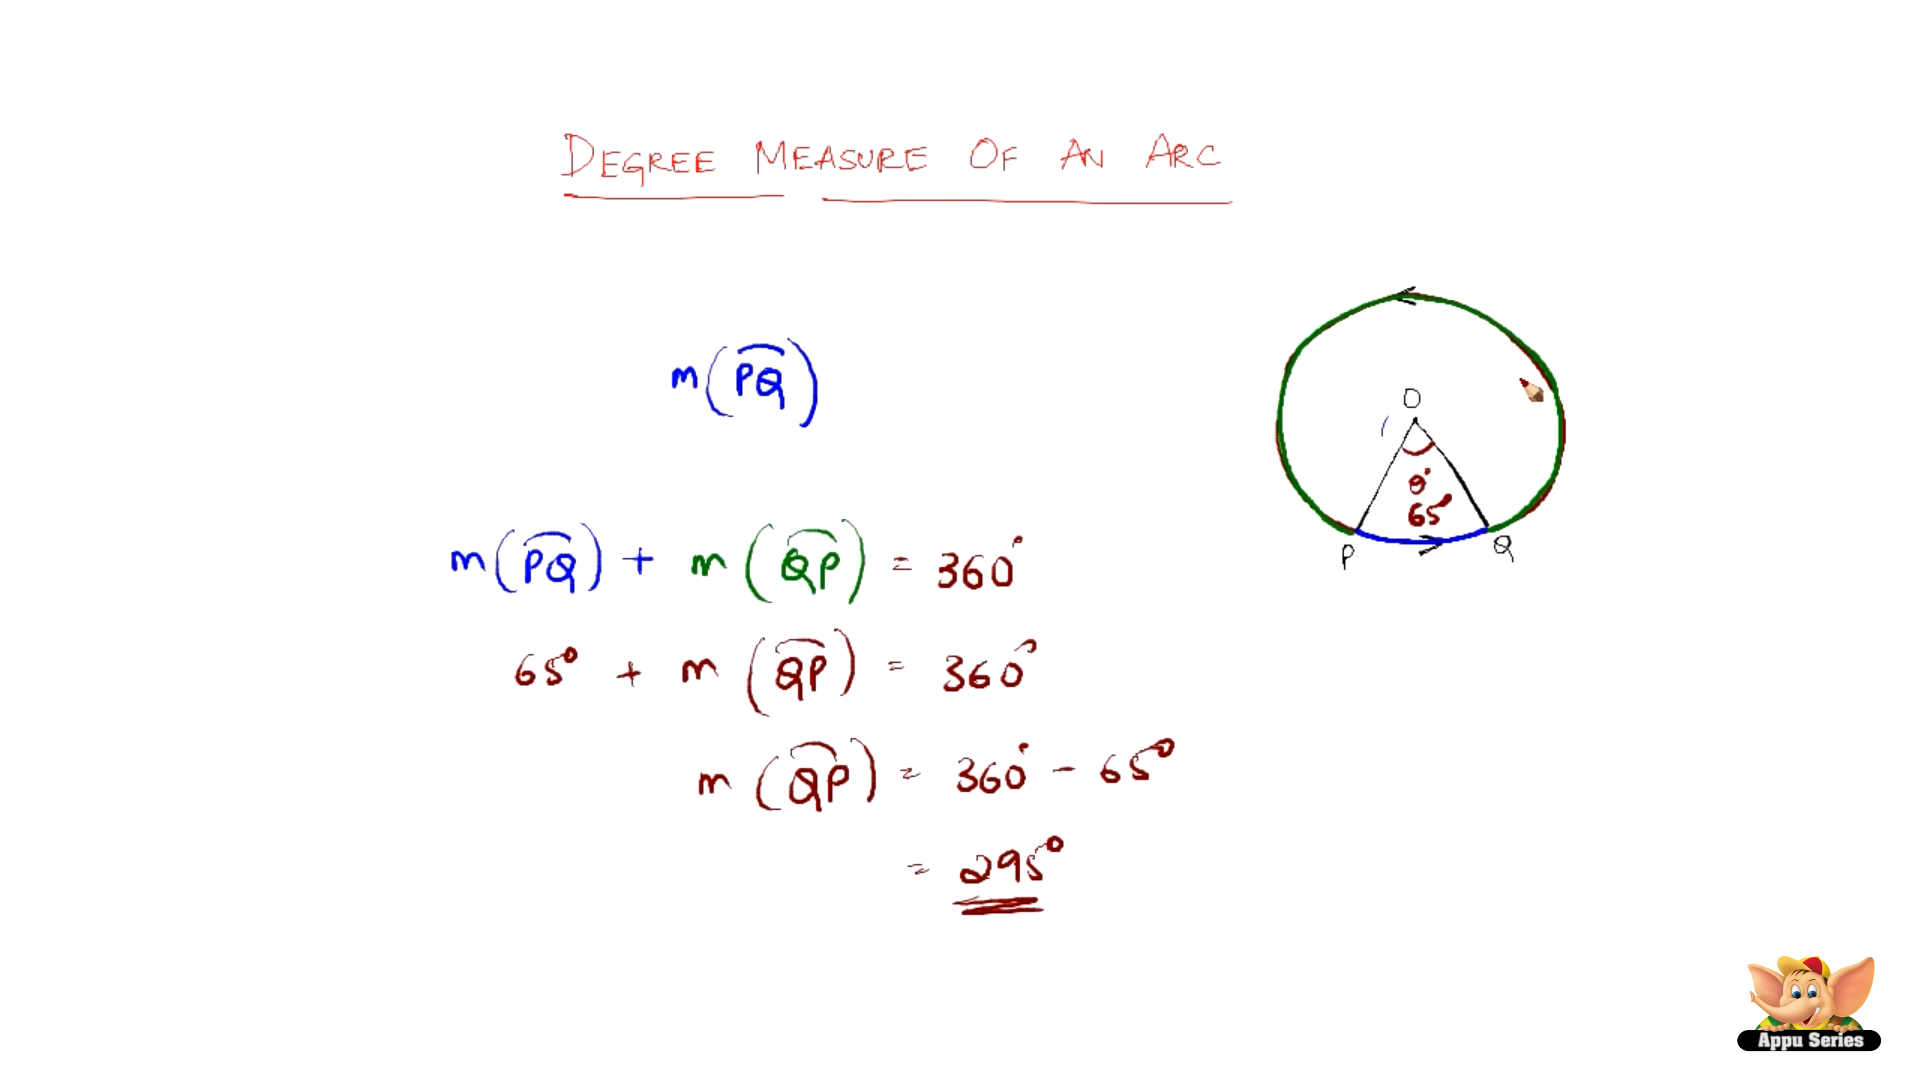 DEGREE MEASURE OF AN ARC
m(PQ)
m(PQ) + m(QP) = 360°
65° + m(QP) = 360°
m(QP) = 360° - 65°
= 295°
O
θ°
65°
P
Q
Appu Series